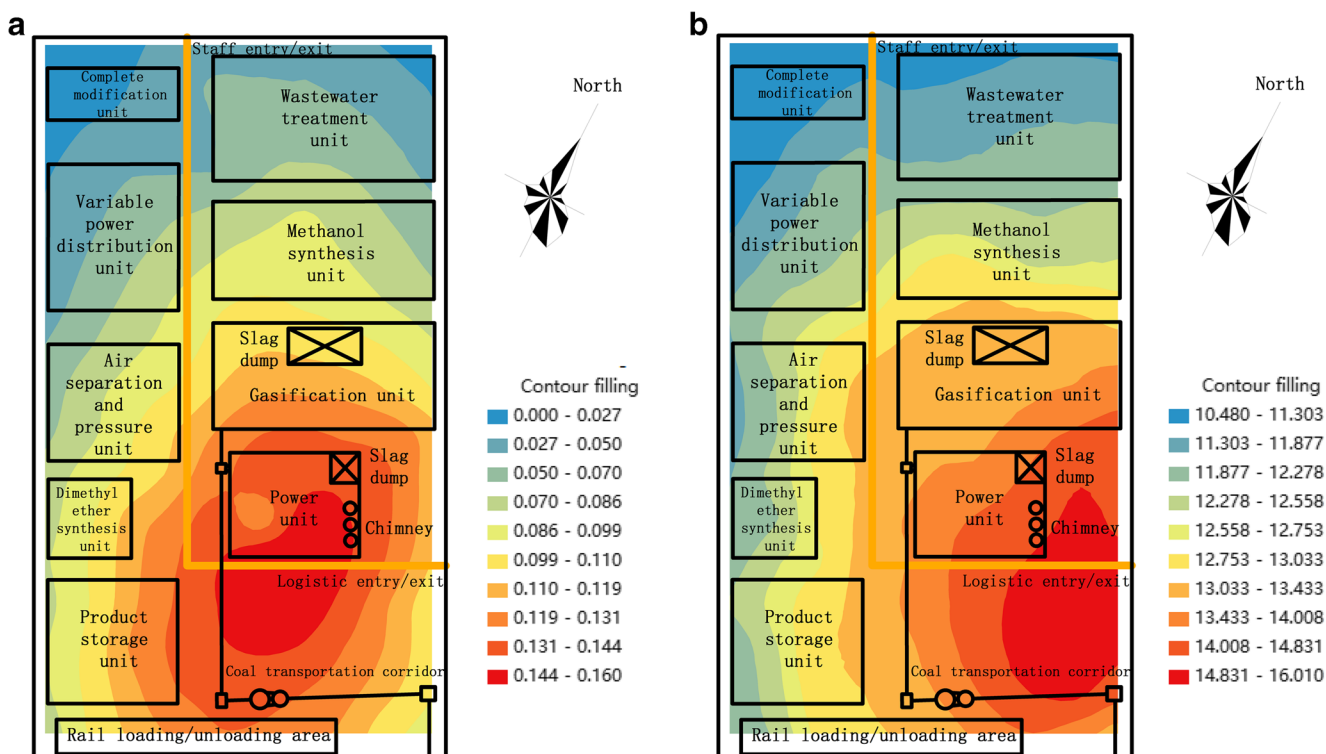 a
Staff entry/exit
Complete
modification
unit
Wastewater
treatment
unit
North
Variable
power
distribution
unit
Methanol
synthesis
unit
Slag
dump
Gasification unit
Air
separation
and
pressure
unit
Slag
dump
Power
unit
Chimney
Dimethyl
ether
synthesis
unit
Logistic entry/exit
Product
storage
unit
Coal transportation corridor
Rail loading/unloading area
Contour filling
0.000 - 0.027
0.027 - 0.050
0.050 - 0.070
0.070 - 0.086
0.086 - 0.099
0.099 - 0.110
0.110 - 0.119
0.119 - 0.131
0.131 - 0.144
0.144 - 0.160
b
Staff entry/exit
Complete
modification
unit
Wastewater
treatment
unit
North
Variable
power
distribution
unit
Methanol
synthesis
unit
Slag
dump
Gasification unit
Air
separation
and
pressure
unit
Slag
dump
Power
unit
Chimney
Dimethyl
ether
synthesis
unit
Logistic entry/exit
Product
storage
unit
Coal transportation corridor
Rail loading/unloading area
Contour filling
10.480 - 11.303
11.303 - 11.877
11.877 - 12.278
12.278 - 12.558
12.558 - 12.753
12.753 - 13.033
13.033 - 13.433
13.433 - 14.008
14.008 - 14.831
14.831 - 16.010